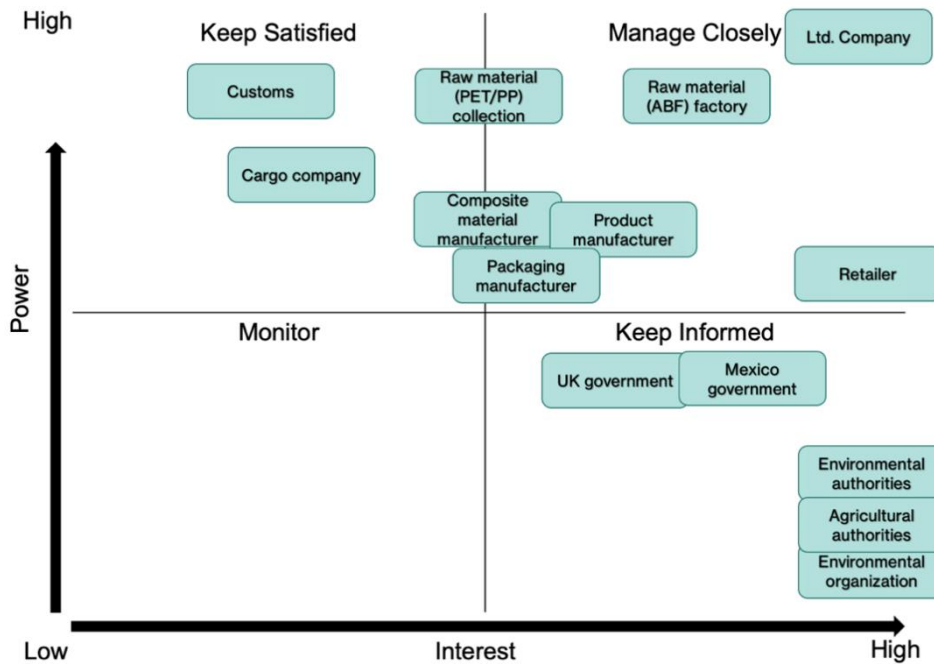 High
Keep Satisfied
Manage Closely
Ltd. Company
Customs
Raw material
(PET/PP)
collection
Raw material
(ABF) factory
Cargo company
Composite
material
manufacturer
Product
manufacturer
Packaging
manufacturer
Retailer
Power
Monitor
Keep Informed
UK government
Mexico
government
Environmental
authorities
Agricultural
authorities
Environmental
organization
Low
Interest
High